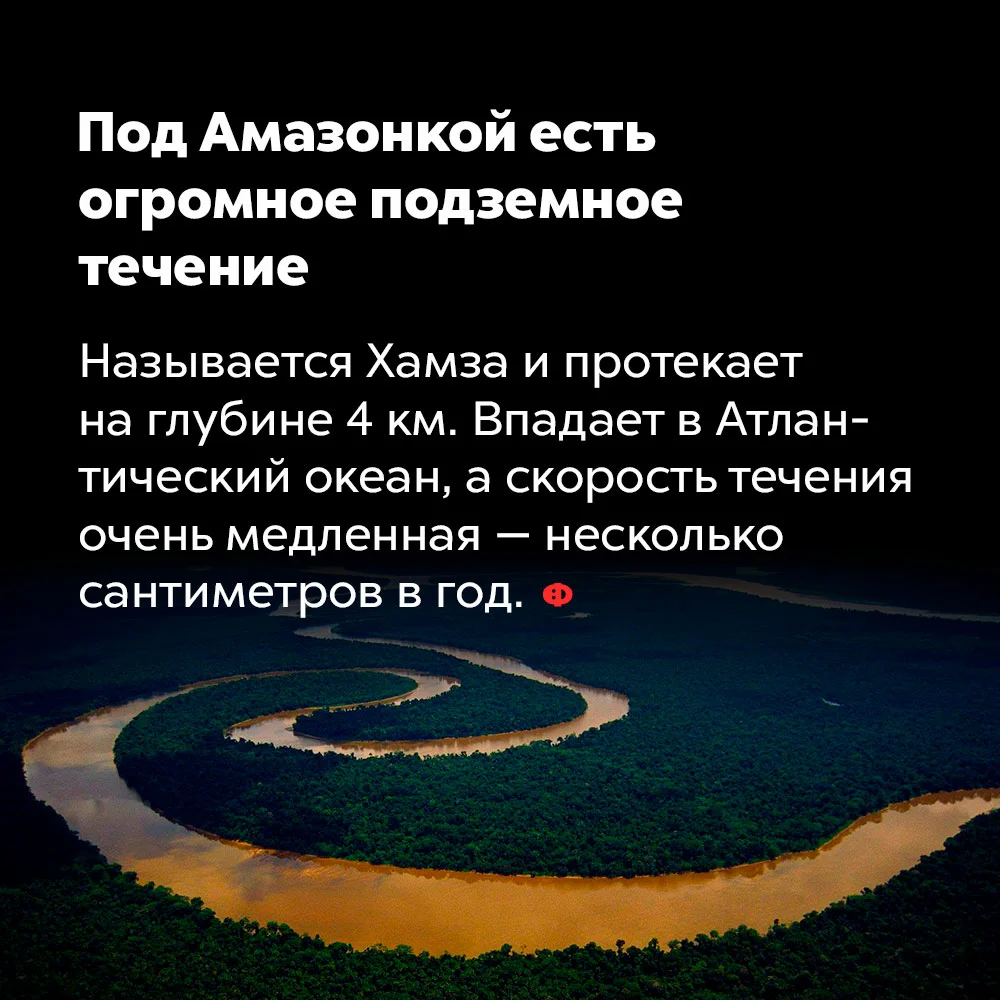 Под Амазонкой есть
огромное подземное
течение
Называется Хамза и протекает
на глубине 4 км. Впадает в Атлан-
тический океан, а скорость течения
очень медленная — несколько
сантиметров в год. Ф